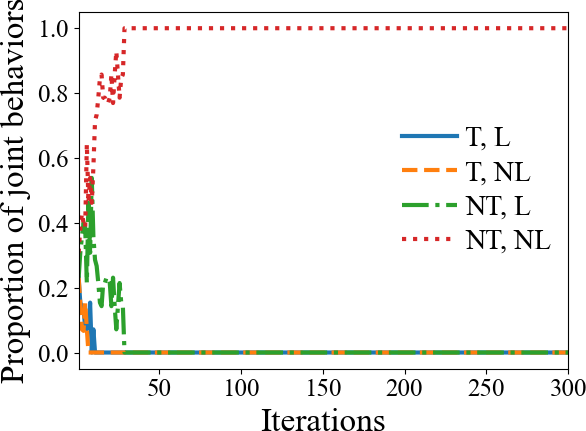 Proportion of joint behaviors
1.0
0.8
0.6
0.4
0.2
0.0
T, L
T, NL
NT, L
NT, NL
50
100
150
200
250
300
Iterations